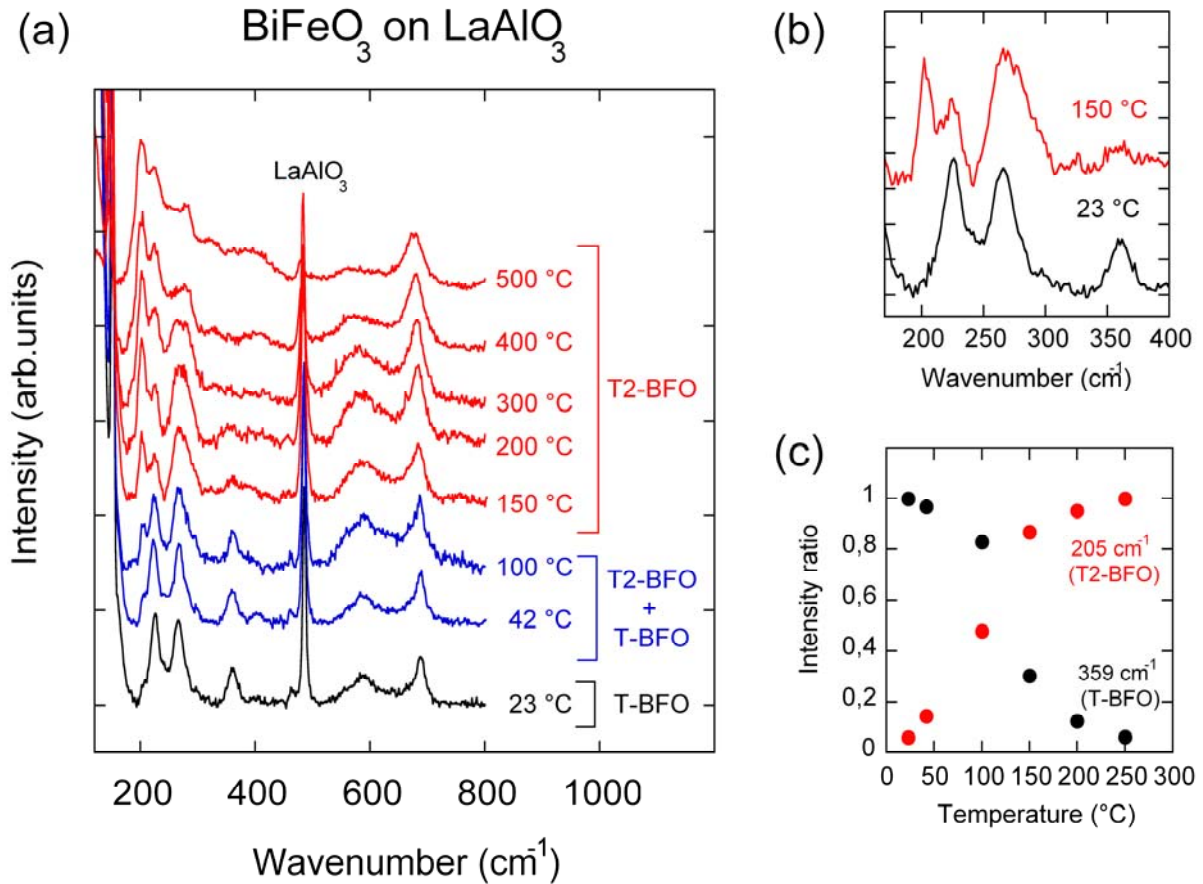 (a)
BiFeO3 on LaAlO3
Intensity (arb.units)
LaAlO3
500 °C
400 °C
300 °C
200 °C
150 °C
T2-BFO
100 °C
42 °C
T2-BFO
+
T-BFO
23 °C
T-BFO
200 400 600 800 1000
Wavenumber (cm-1)
(b)
150 °C
23 °C
200 250 300 350 400
Wavenumber (cm-1)
(c)
Intensity ratio
1
0,8
0,6
0,4
0,2
0
205 cm-1
(T2-BFO)
359 cm-1
(T-BFO)
0 50 100 150 200 250 300
Temperature (°C)